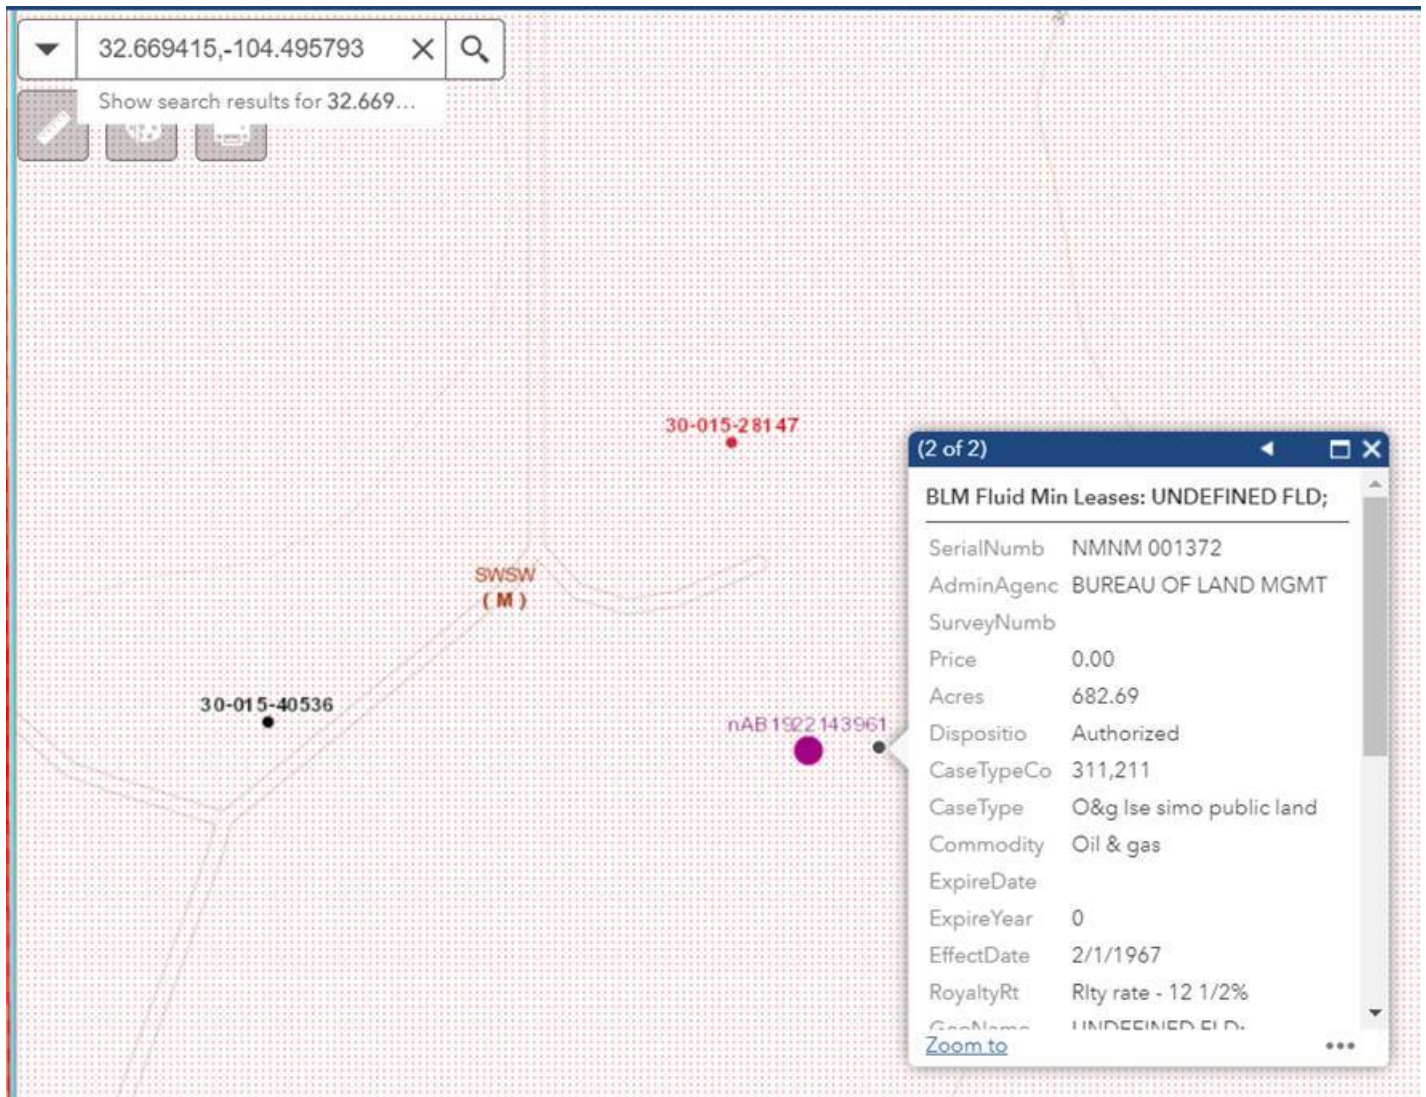 32.669415,-104.495793
Show search results for 32.669...
30-015-28147
SWSW
( M )
30-015-40536
nAB1922143961
(2 of 2)
BLM Fluid Min Leases: UNDEFINED FLD;
SerialNumb NMNM 001372
AdminAgenc BUREAU OF LAND MGMT
SurveyNumb
Price 0.00
Acres 682.69
Dispositio Authorized
CaseTypeCo 311,211
CaseType O&g lse simo public land
Commodity Oil & gas
ExpireDate
ExpireYear 0
EffectDate 2/1/1967
RoyaltyRt Rlty rate - 12 1/2%
GeoName UNDEFINED FLD;
Zoom to